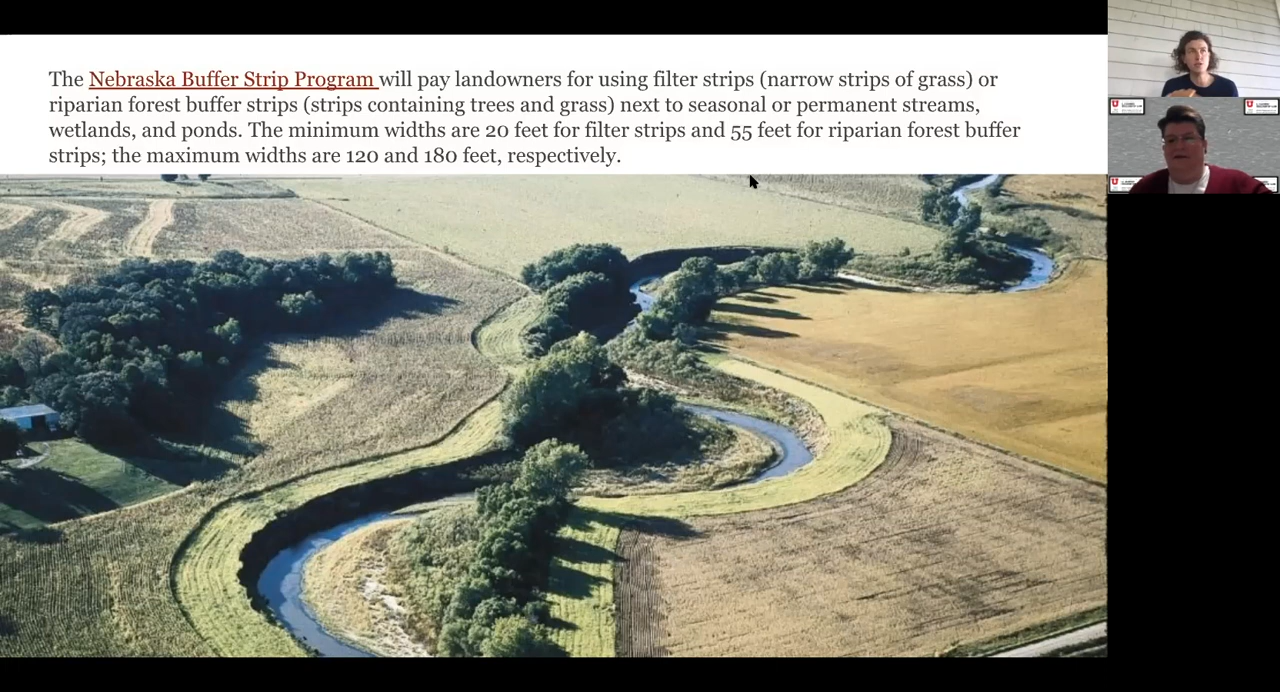 The Nebraska Buffer Strip Program will pay landowners for using filter strips (narrow strips of grass) or
riparian forest buffer strips (strips containing trees and grass) next to seasonal or permanent streams,
wetlands, and ponds. The minimum widths are 20 feet for filter strips and 55 feet for riparian forest buffer
strips; the maximum widths are 120 and 180 feet, respectively.